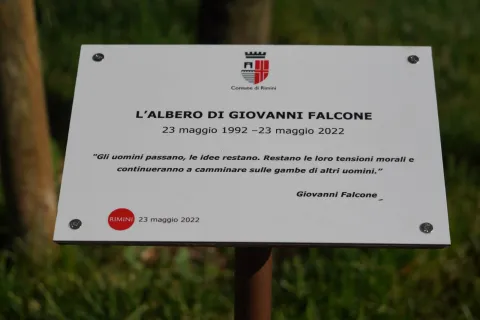 Comune di Rimini
L'ALBERO DI GIOVANNI FALCONE
23 maggio 1992 –23 maggio 2022
"Gli uomini passano, le idee restano. Restano le loro tensioni morali e
continueranno a camminare sulle gambe di altri uomini."
Giovanni Falcone
RIMINI 23 maggio 2022